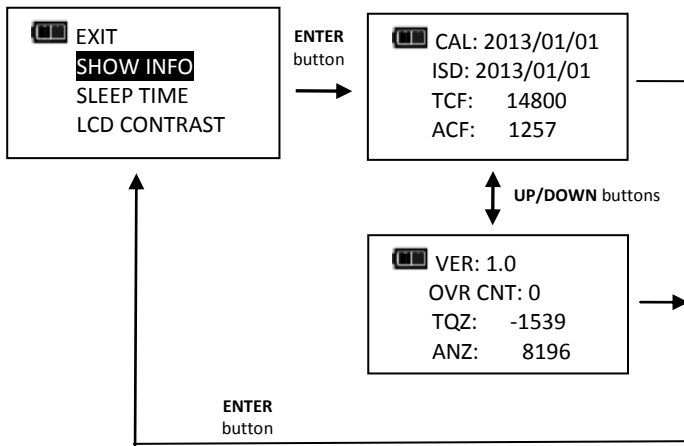 EXIT
SHOW INFO
SLEEP TIME
LCD CONTRAST
ENTER
button
CAL: 2013/01/01
ISD: 2013/01/01
TCF: 14800
ACF: 1257
UP/DOWN buttons
VER: 1.0
OVR CNT: 0
TQZ: -1539
ANZ: 8196
ENTER
button